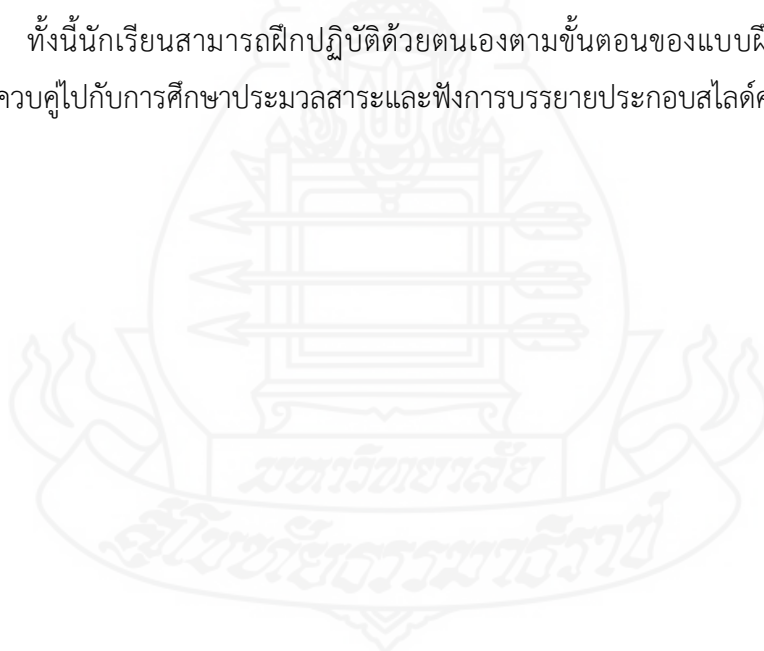 ทั้งนี้นักเรียนสามารถฝึกปฏิบัติด้วยตนเองตามขั้นตอนของแบบฝึ
ควบคู่ไปกับการศึกษาประมวลสาระและฟังการบรรยายประกอบสไลด์ค
มหาวิทยาลัย
สุโขทัยธรรมาธิราช